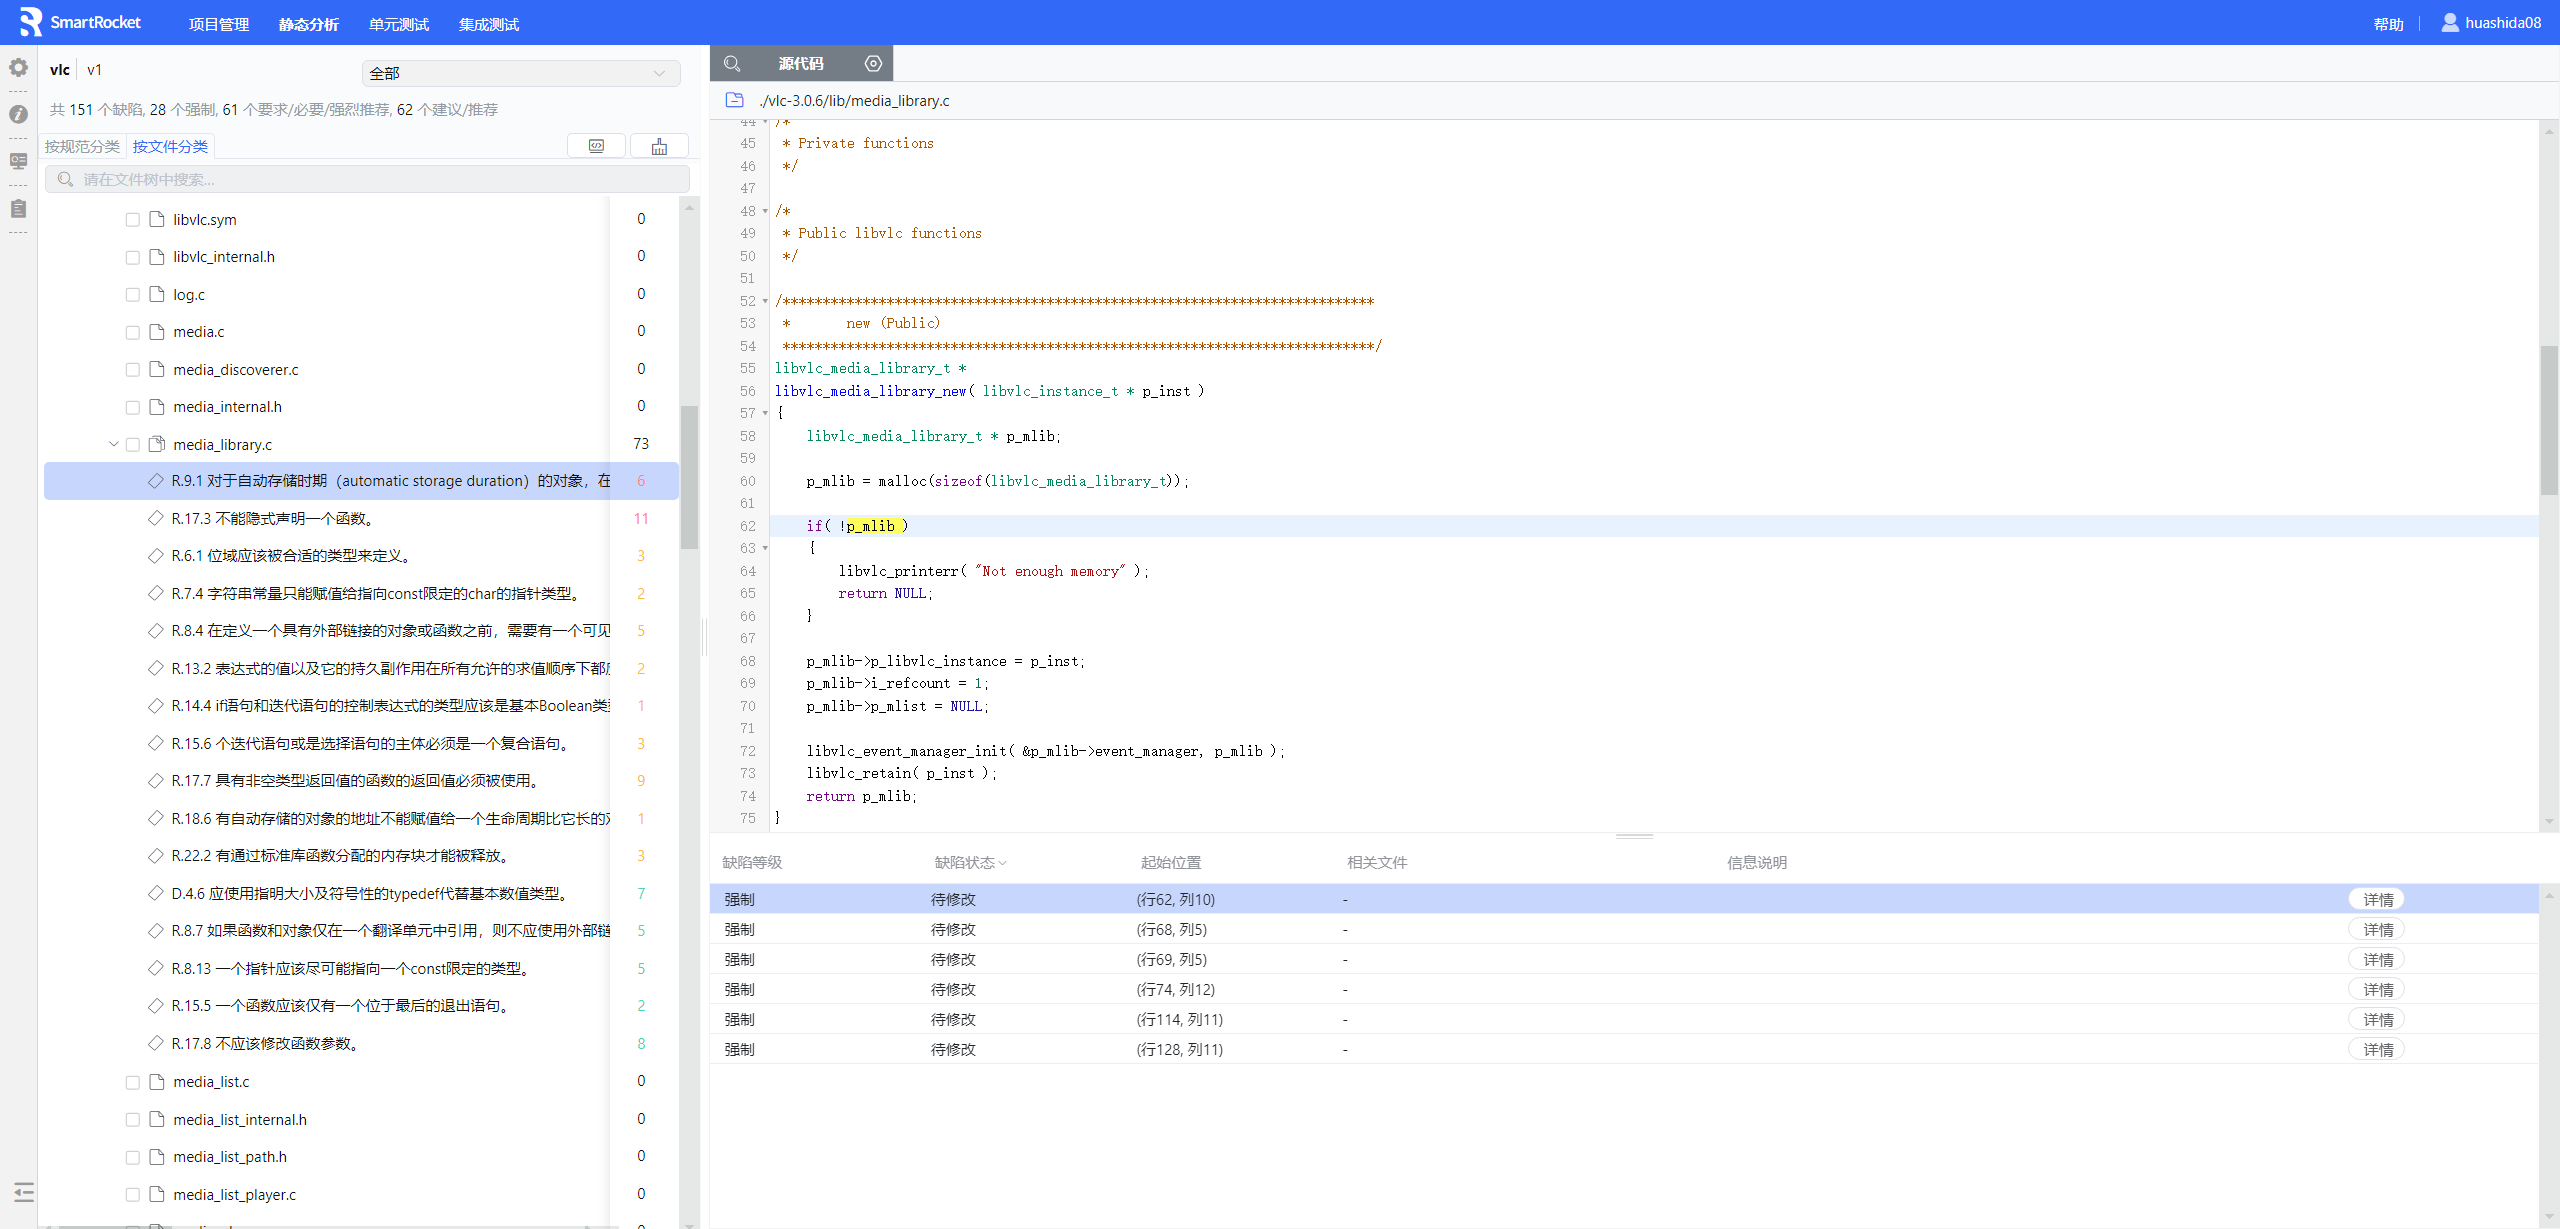 SmartRocket 项目管理 静态分析 单元测试 集成测试 帮助 huashida08
vlc v1 全部
共 151 个缺陷, 28 个强制, 61 个要求/必要/强烈推荐, 62 个建议/推荐
按规范分类 按文件分类
请在文件树中搜索...
libvlc.sym 0
libvlc_internal.h 0
log.c 0
media.c 0
media_discoverer.c 0
media_internal.h 0
media_library.c 73
R.9.1 对于自动存储时期（automatic storage duration）的对象，在 6
R.17.3 不能隐式声明一个函数。 11
R.6.1 位域应该被合适的类型来定义。 3
R.7.4 字符串常量只能赋值给指向const限定的char的指针类型。 2
R.8.4 在定义一个具有外部链接的对象或函数之前，需要有一个可见 5
R.13.2 表达式的值以及它的持久副作用在所有允许的求值顺序下都 2
R.14.4 if语句和迭代语句的控制表达式的类型应该是基本Boolean类 1
R.15.6 个迭代语句或是选择语句的主体必须是一个复合语句。 3
R.17.7 具有非空类型返回值的函数的返回值必须被使用。 9
R.18.6 有自动存储的对象的地址不能赋值给一个生命周期比它长的 1
R.22.2 有通过标准库函数分配的内存块才能被释放。 3
D.4.6 应使用指明大小及符号性的typedef代替基本数值类型。 7
R.8.7 如果函数和对象仅在一个翻译单元中引用，则不应使用外部链 5
R.8.13 一个指针应该尽可能指向一个const限定的类型。 5
R.15.5 一个函数应该仅有一个位于最后的退出语句。 2
R.17.8 不应该修改函数参数。 8
media_list.c 0
media_list_internal.h 0
media_list_path.h 0
media_list_player.c 0
源代码
./vlc-3.0.6/lib/media_library.c
44 /*
45 * Private functions
46 */
47
48 /*
49 * Public libvlc functions
50 */
51
52 /**************************************************************************
53 * new (Public)
54 **************************************************************************/
55 libvlc_media_library_t *
56 libvlc_media_library_new( libvlc_instance_t * p_inst )
57 {
58 libvlc_media_library_t * p_mlib;
59
60 p_mlib = malloc(sizeof(libvlc_media_library_t));
61
62 if( !p_mlib )
63 {
64 libvlc_printerr( "Not enough memory" );
65 return NULL;
66 }
67
68 p_mlib->p_libvlc_instance = p_inst;
69 p_mlib->i_refcount = 1;
70 p_mlib->p_mlist = NULL;
71
72 libvlc_event_manager_init( &p_mlib->event_manager, p_mlib );
73 libvlc_retain( p_inst );
74 return p_mlib;
75 }
缺陷等级 缺陷状态 起始位置 相关文件 信息说明
强制 待修改 (行62, 列10) - 详情
强制 待修改 (行68, 列5) - 详情
强制 待修改 (行69, 列5) - 详情
强制 待修改 (行74, 列12) - 详情
强制 待修改 (行114, 列11) - 详情
强制 待修改 (行128, 列11) - 详情